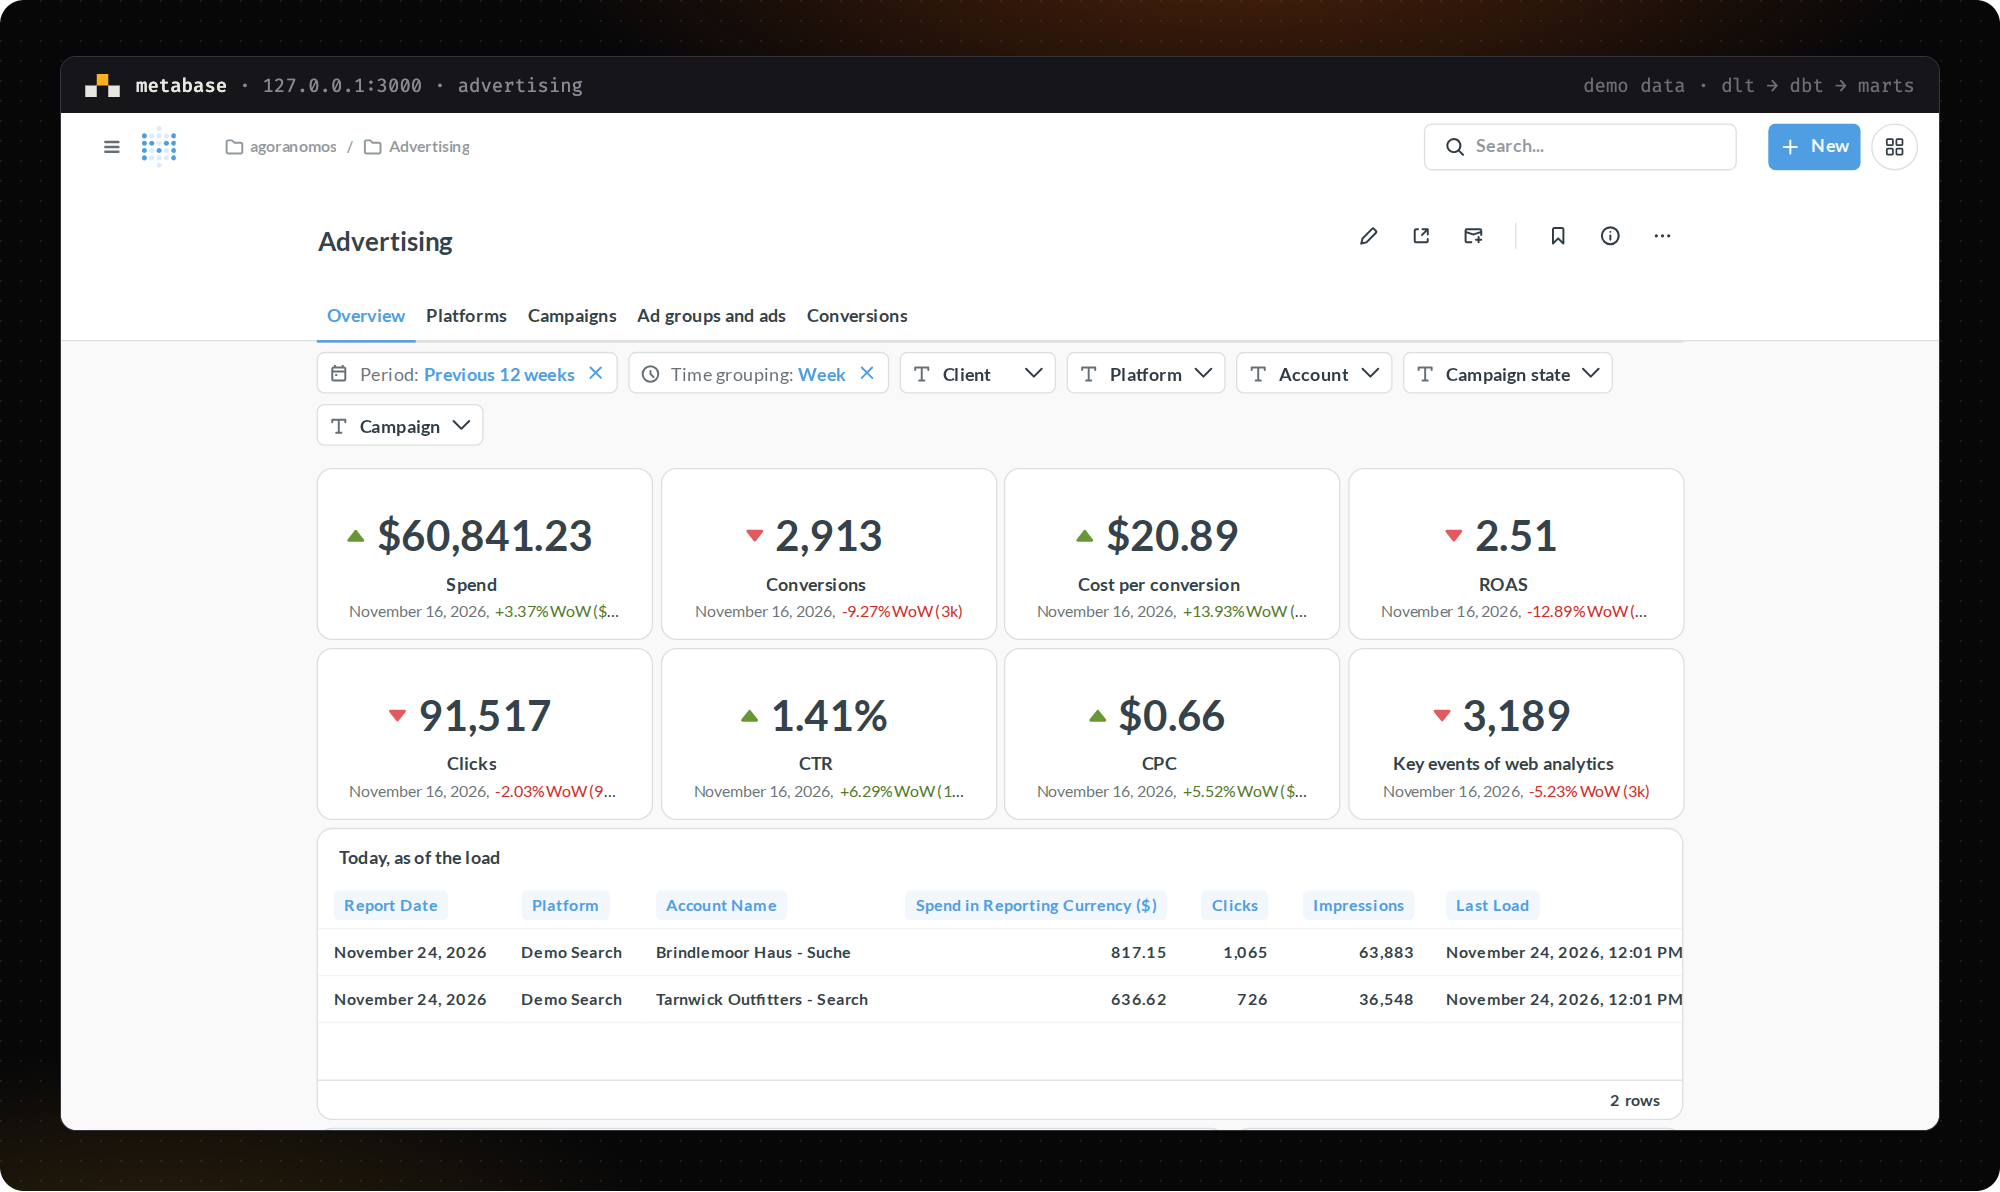 metabase · 127.0.0.1:3000 · advertising
demo data · dlt → dbt → marts
agoranomos / Advertising
Search...
+ New
Advertising
Overview Platforms Campaigns Ad groups and ads Conversions
Period: Previous 12 weeks
Time grouping: Week
Client
Platform
Account
Campaign state
Campaign
$60,841.23
Spend
November 16, 2026, +3.37% WoW ($...
2,913
Conversions
November 16, 2026, -9.27% WoW (3k)
$20.89
Cost per conversion
November 16, 2026, +13.93% WoW (...
2.51
ROAS
November 16, 2026, -12.89% WoW (...
91,517
Clicks
November 16, 2026, -2.03% WoW (9...
1.41%
CTR
November 16, 2026, +6.29% WoW (1...
$0.66
CPC
November 16, 2026, +5.52% WoW ($...
3,189
Key events of web analytics
November 16, 2026, -5.23% WoW (3k)
Today, as of the load
Report Date Platform Account Name Spend in Reporting Currency ($) Clicks Impressions Last Load
November 24, 2026 Demo Search Brindlemoor Haus - Suche 817.15 1,065 63,883 November 24, 2026, 12:01 PM
November 24, 2026 Demo Search Tarnwick Outfitters - Search 636.62 726 36,548 November 24, 2026, 12:01 PM
2 rows